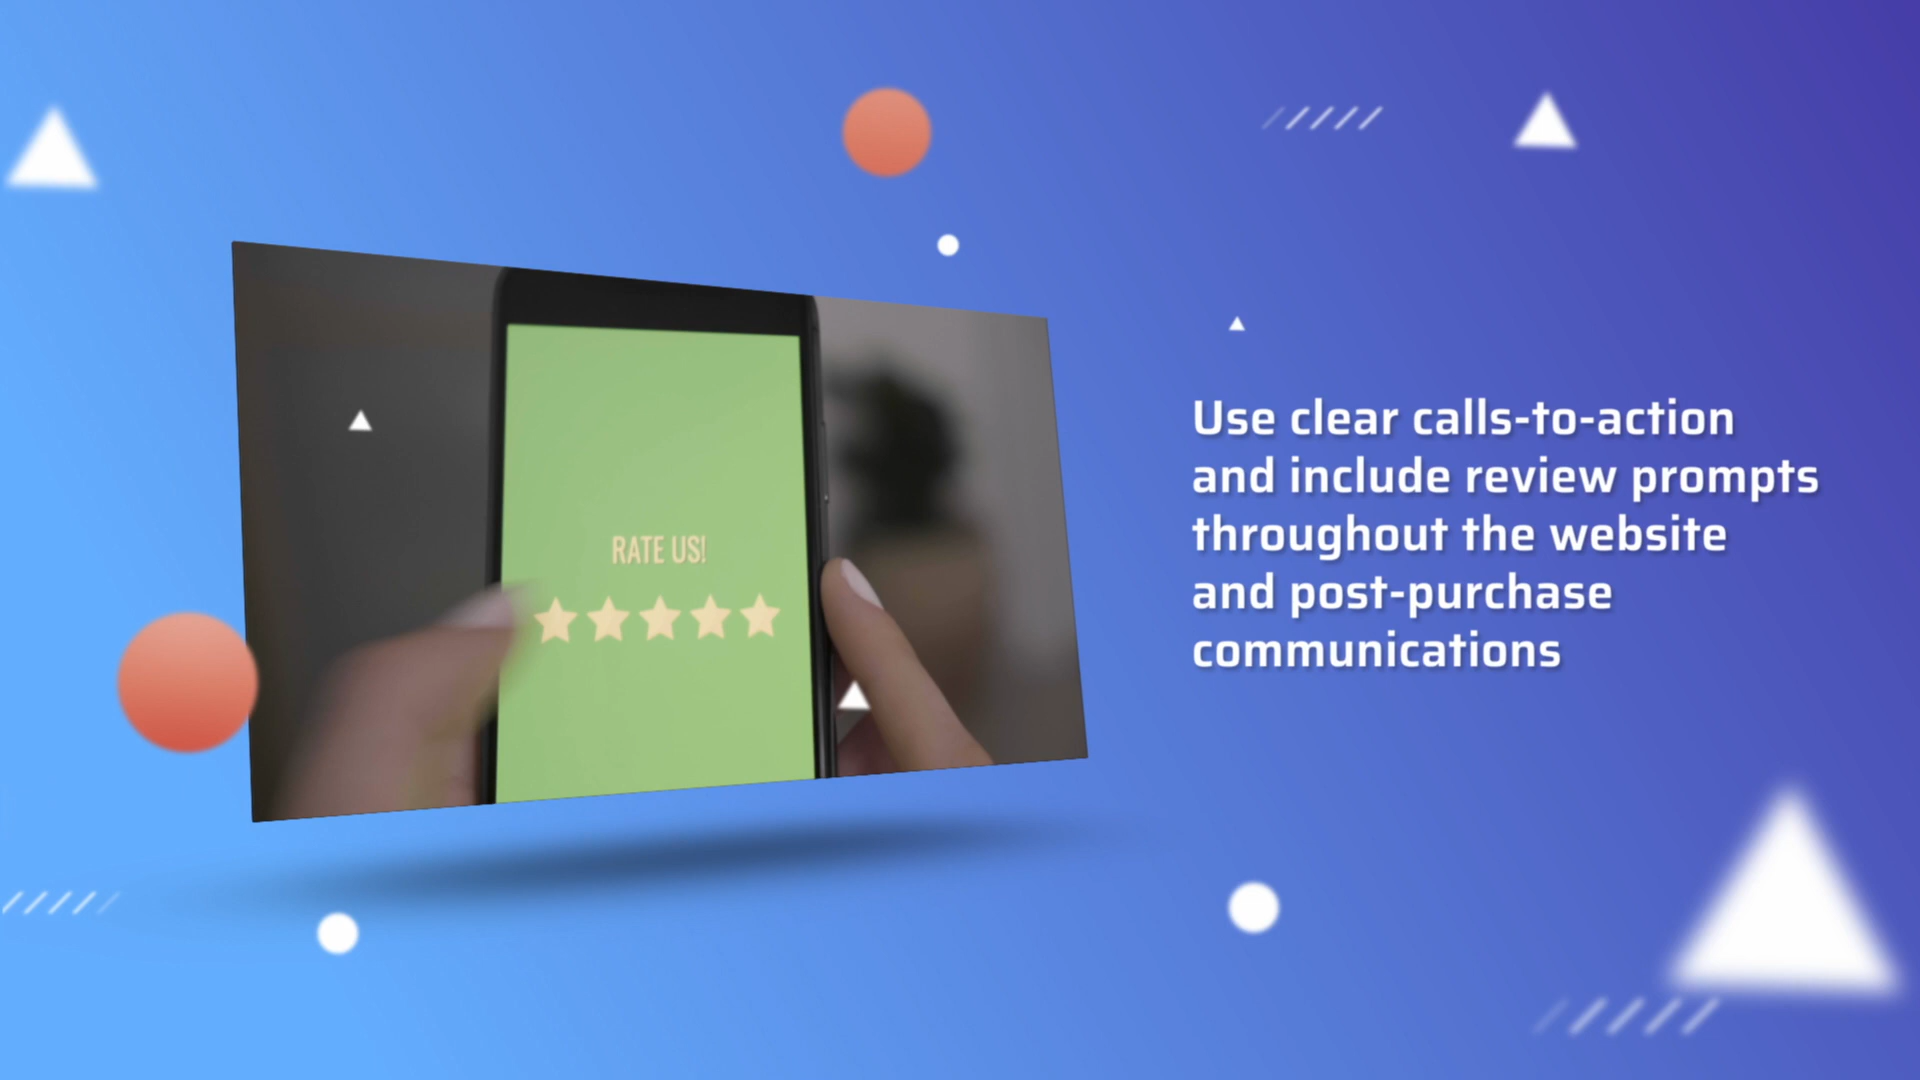 RATE US!
Use clear calls-to-action
and include review prompts
throughout the website
and post-purchase
communications